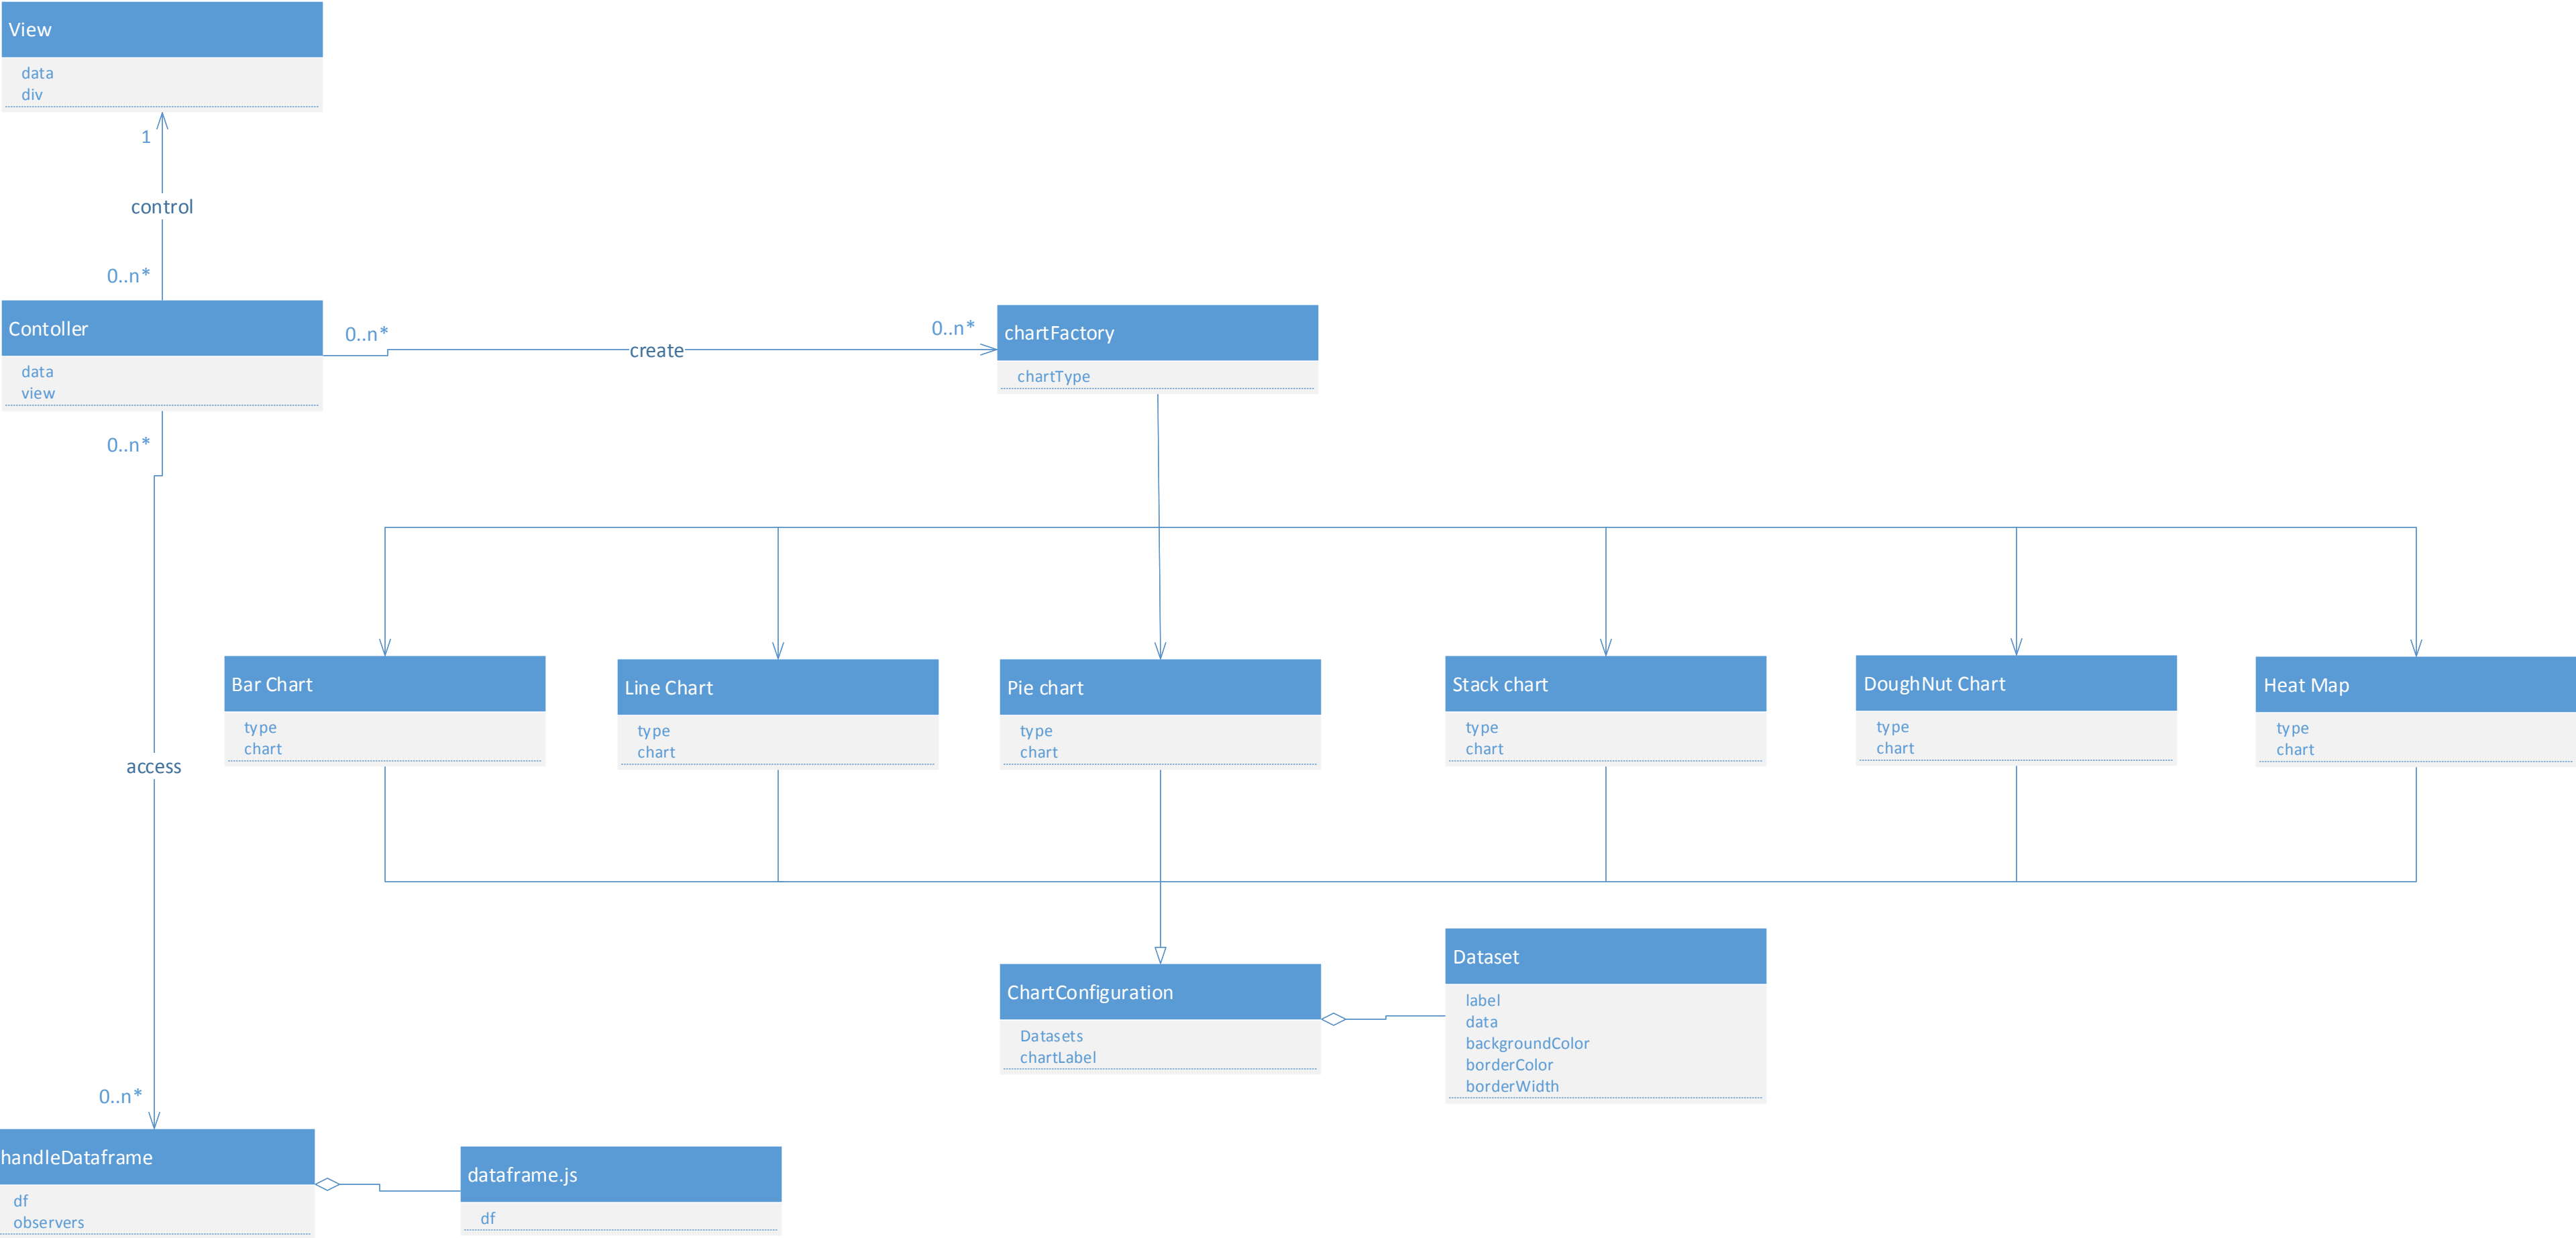 View
data
div
1
control
0..n*
Contoller
data
view
0..n*
create
0..n*
chartFactory
chartType
0..n*
access
0..n*
Bar Chart
type
chart
Line Chart
type
chart
Pie chart
type
chart
Stack chart
type
chart
DoughNut Chart
type
chart
Heat Map
type
chart
ChartConfiguration
Datasets
chartLabel
Dataset
label
data
backgroundColor
borderColor
borderWidth
handleDataframe
df
observers
dataframe.js
df